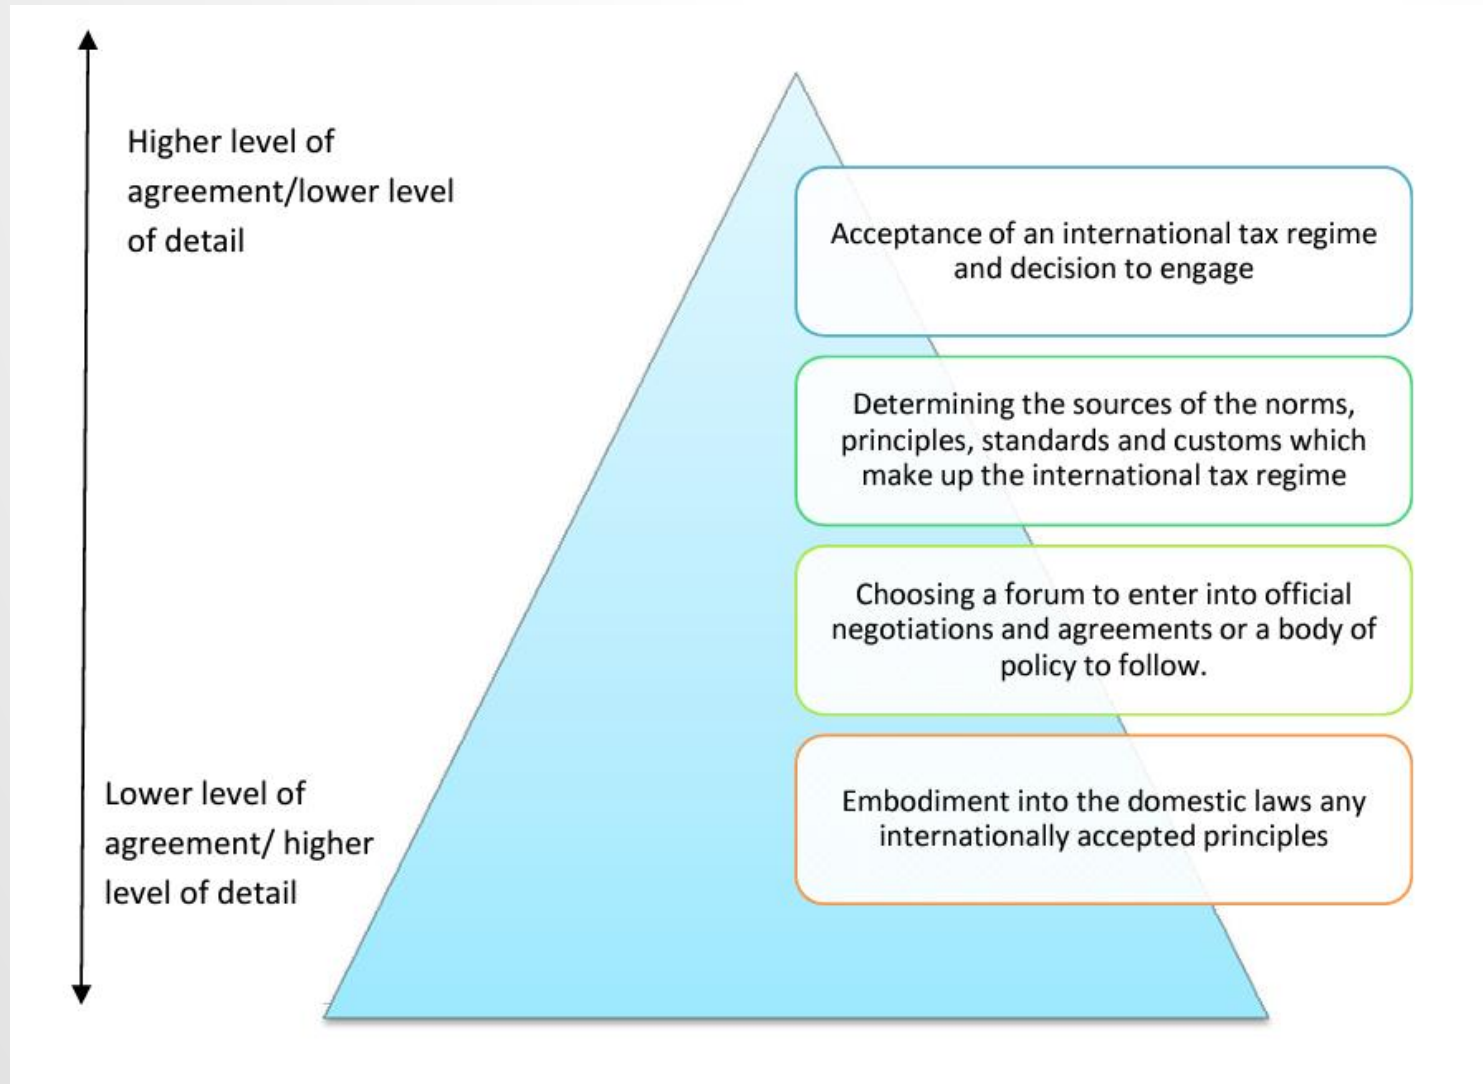 Higher level of
agreement/lower level
of detail
Acceptance of an international tax regime
and decision to engage
Determining the sources of the norms,
principles, standards and customs which
make up the international tax regime
Choosing a forum to enter into official
negotiations and agreements or a body of
policy to follow.
Lower level of
agreement/ higher
level of detail
Embodiment into the domestic laws any
internationally accepted principles